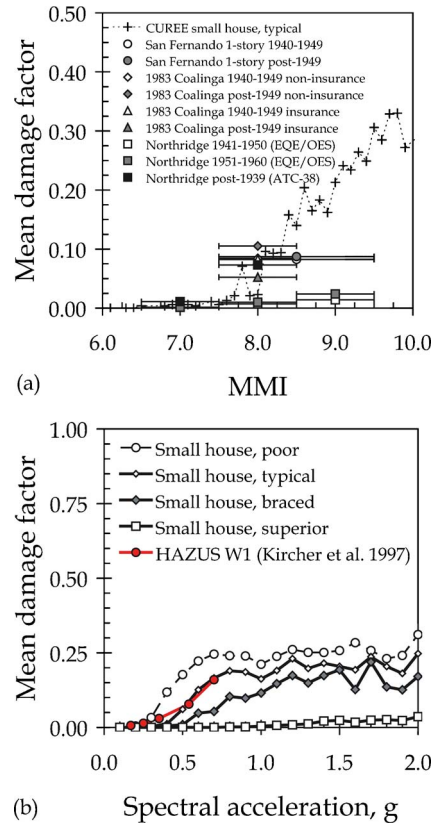 0.50
0.40
0.30
0.20
0.10
0.00
Mean damage factor
CUREE small house, typical
San Fernando 1-story 1940-1949
San Fernando 1-story post-1949
1983 Coalinga 1940-1949 non-insurance
1983 Coalinga post-1949 non-insurance
1983 Coalinga 1940-1949 insurance
1983 Coalinga post-1949 insurance
Northridge 1941-1950 (EQE/OES)
Northridge 1951-1960 (EQE/OES)
Northridge post-1939 (ATC-38)
6.0 7.0 8.0 9.0 10.0
(a) MMI
1.00
0.75
0.50
0.25
0.00
Mean damage factor
Small house, poor
Small house, typical
Small house, braced
Small house, superior
HAZUS W1 (Kircher et al. 1997)
0.0 0.5 1.0 1.5 2.0
(b) Spectral acceleration, g